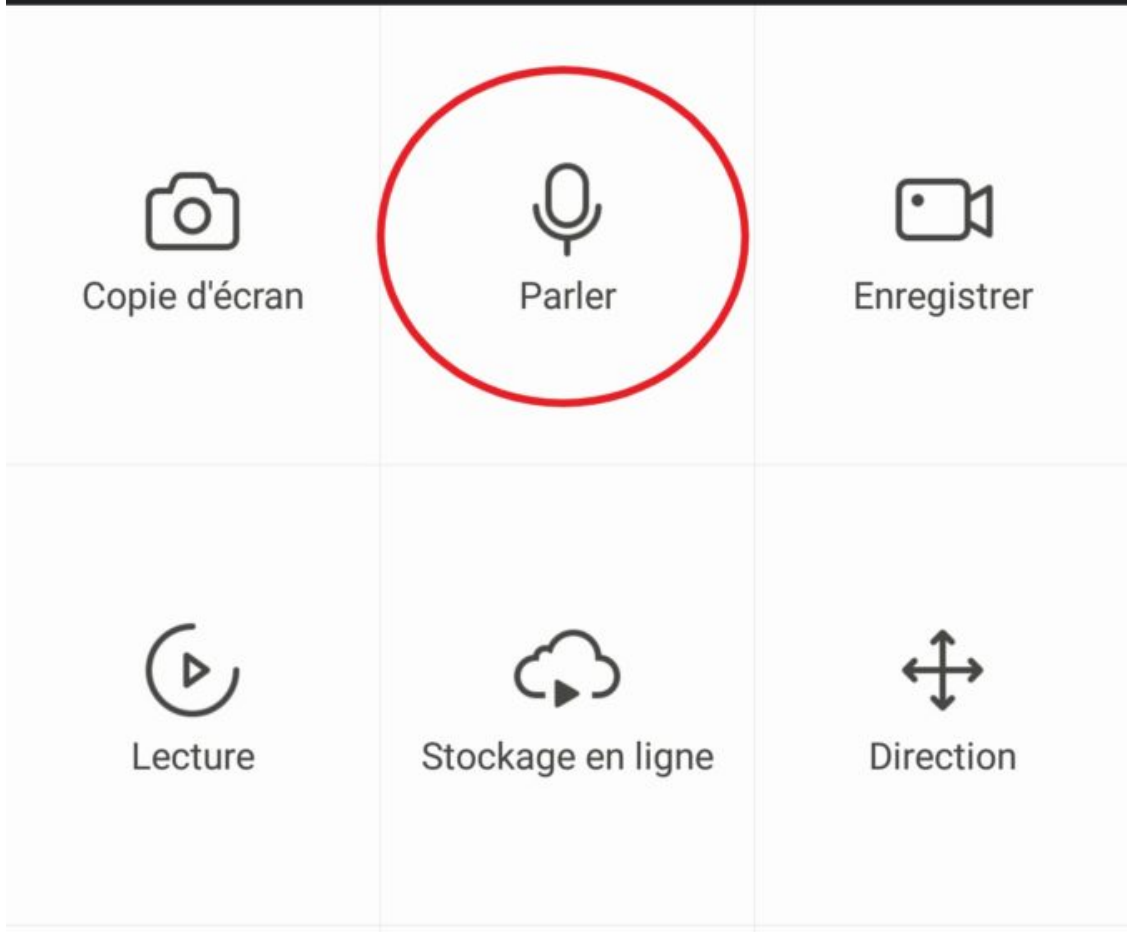 Copie d'écran
Parler
Enregistrer
Lecture
Stockage en ligne
Direction